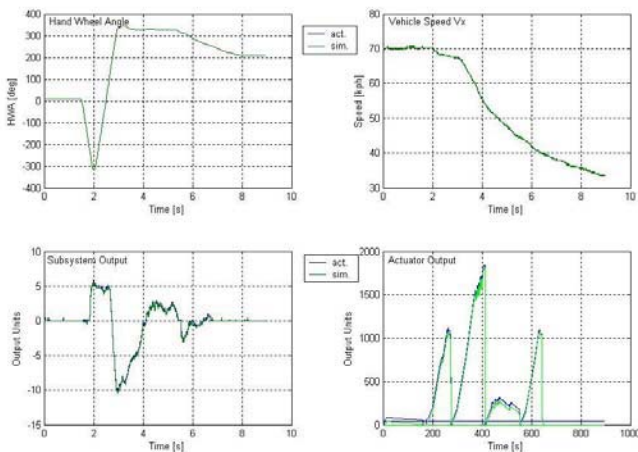 Hand Wheel Angle
400
300
200
100
0
-100
-200
-300
-400
HWA [deg]
0 2 4 6 8 10
Time [s]
act.
sim.
Vehicle Speed Vx
80
70
60
50
40
30
Speed [kph]
0 2 4 6 8 10
Time [s]
Subsystem Output
10
5
0
-5
-10
-15
Output Units
0 2 4 6 8 10
Time [s]
act.
sim.
Actuator Output
2000
1500
1000
500
0
Output Units
0 200 400 600 800 1000
Time [s]